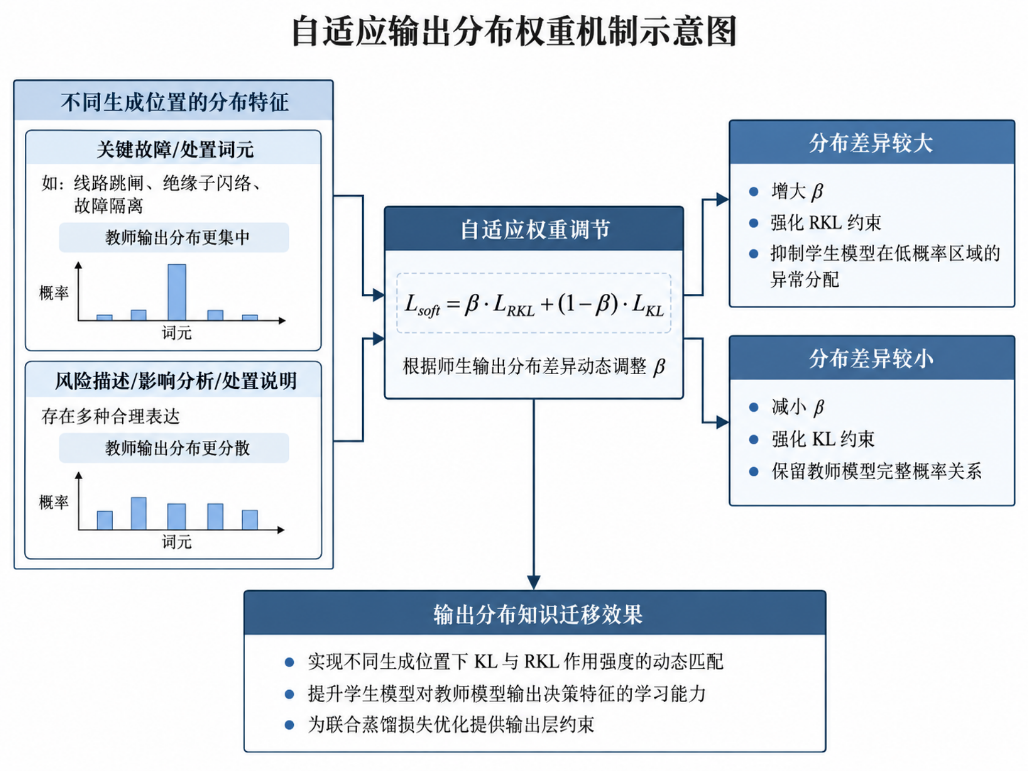 自适应输出分布权重机制示意图
不同生成位置的分布特征
关键故障/处置词元
如：线路跳闸、绝缘子闪络、
故障隔离
教师输出分布更集中
概率
词元
风险描述/影响分析/处置说明
存在多种合理表达
教师输出分布更分散
概率
词元
自适应权重调节
L_soft = β · L_RKL + (1−β) · L_KL
根据师生输出分布差异动态调整 β
分布差异较大
● 增大 β
● 强化 RKL 约束
● 抑制学生模型在低概率区域的
异常分配
分布差异较小
● 减小 β
● 强化 KL 约束
● 保留教师模型完整概率关系
输出分布知识迁移效果
● 实现不同生成位置下 KL 与 RKL 作用强度的动态匹配
● 提升学生模型对教师模型输出决策特征的学习能力
● 为联合蒸馏损失优化提供输出层约束